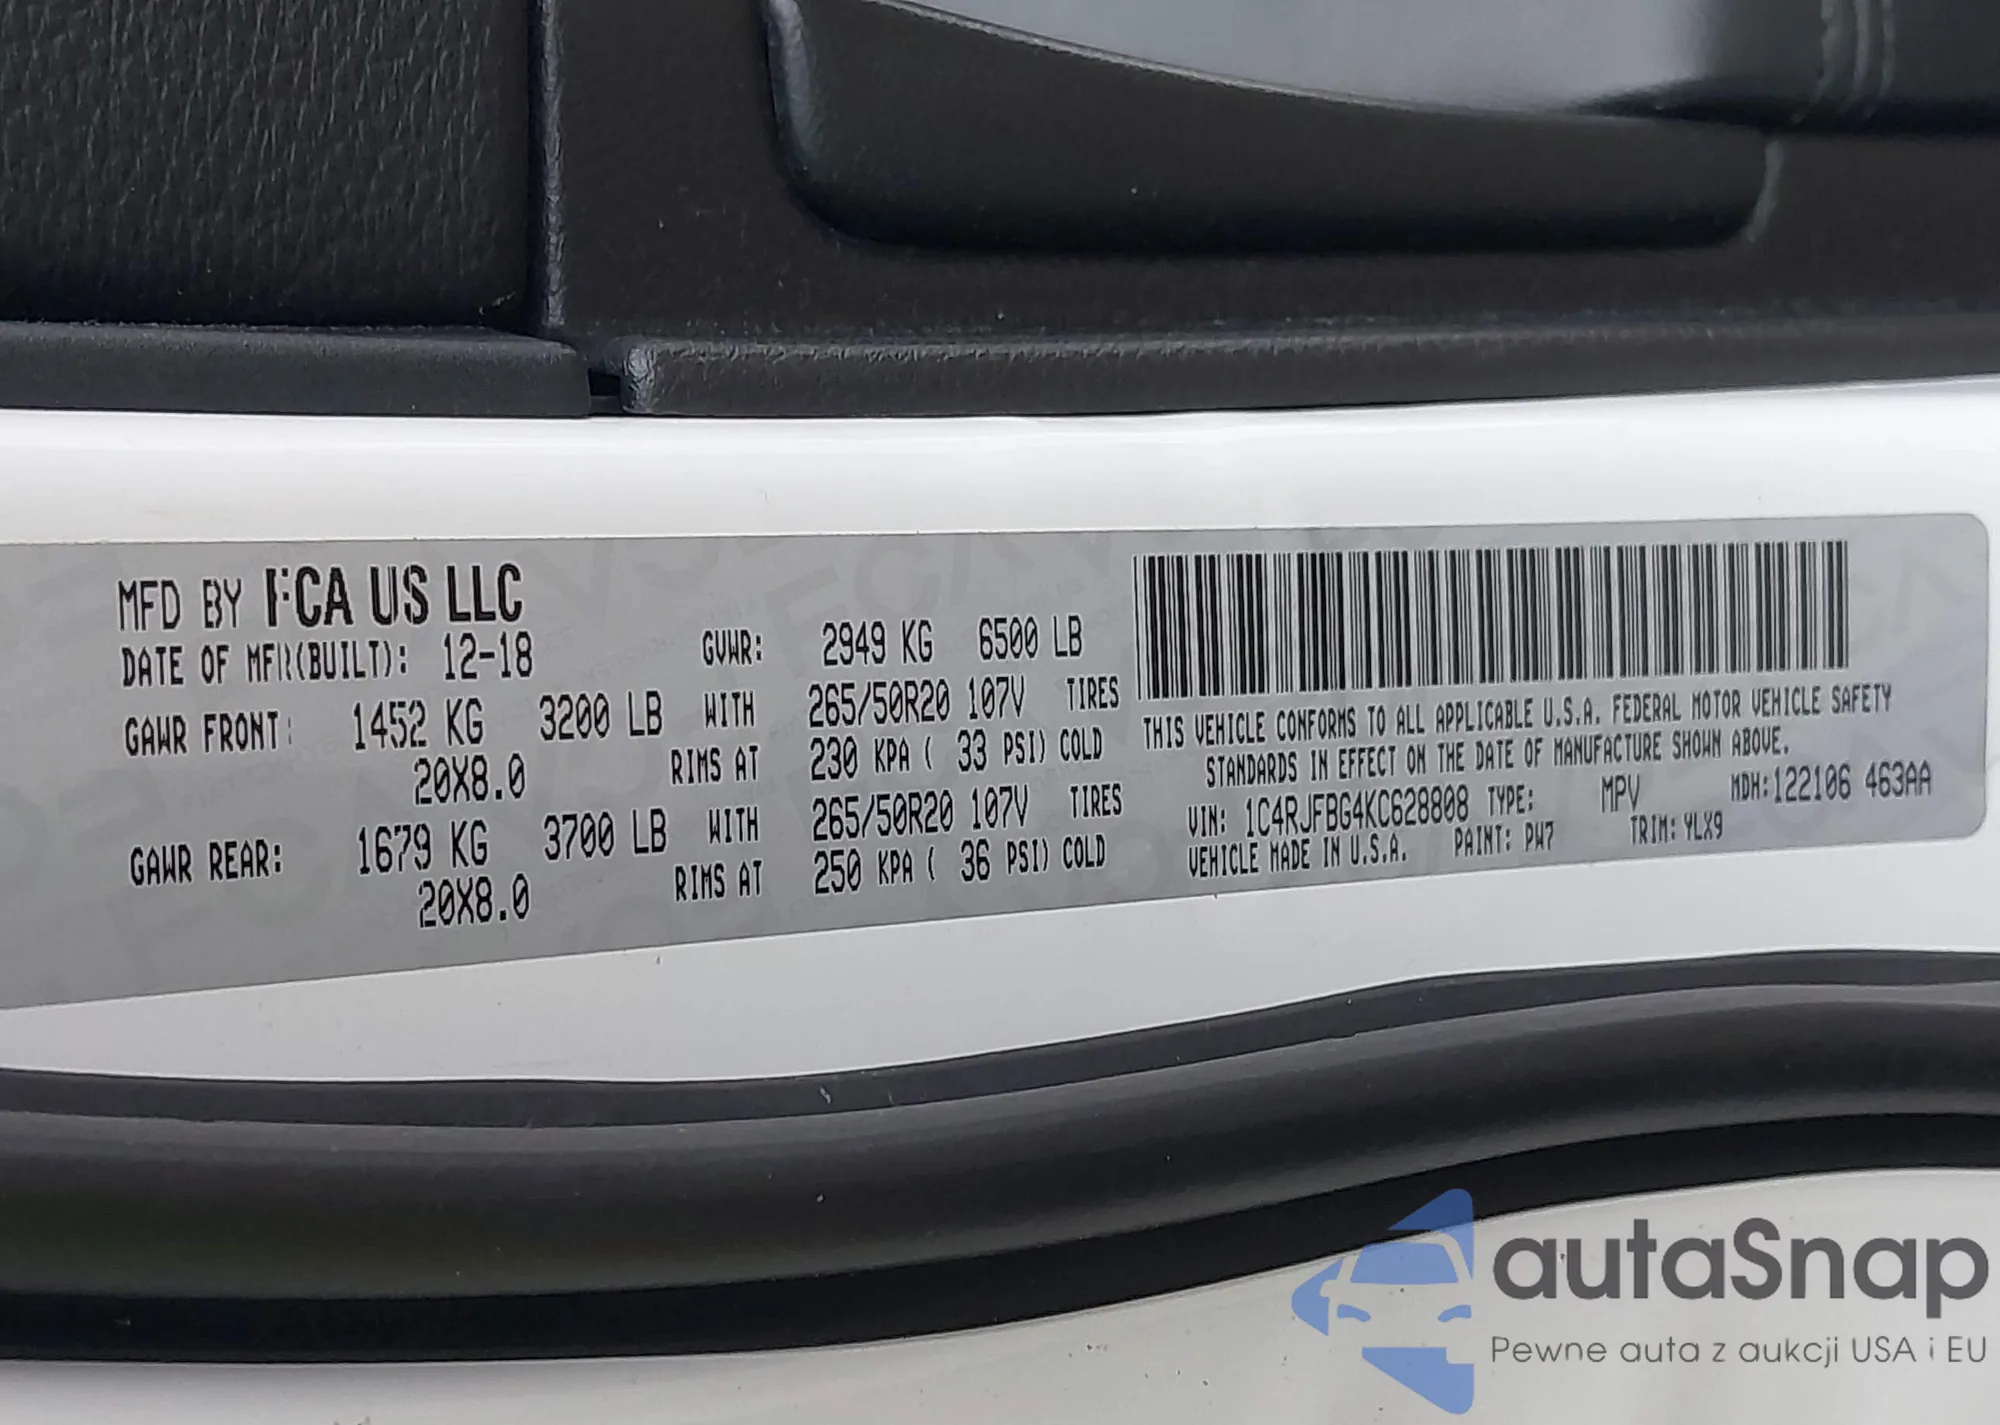 MFD BY FCA US LLC
DATE OF MFR(BUILT): 12-18 GVWR: 2949 KG 6500 LB
GAWR FRONT: 1452 KG 3200 LB WITH 265/50R20 107V TIRES
20X8.0 RIMS AT 230 KPA ( 33 PSI) COLD
GAWR REAR: 1679 KG 3700 LB WITH 265/50R20 107V TIRES
20X8.0 RIMS AT 250 KPA ( 36 PSI) COLD
THIS VEHICLE CONFORMS TO ALL APPLICABLE U.S.A. FEDERAL MOTOR VEHICLE SAFETY
STANDARDS IN EFFECT ON THE DATE OF MANUFACTURE SHOWN ABOVE.
VIN: 1C4RJFBG4KC628808 TYPE: MPV MDH:122106 463AA
VEHICLE MADE IN U.S.A. PAINT: PW7 TRIM: YLX9
autaSnap
Pewne auta z aukcji USA i EU